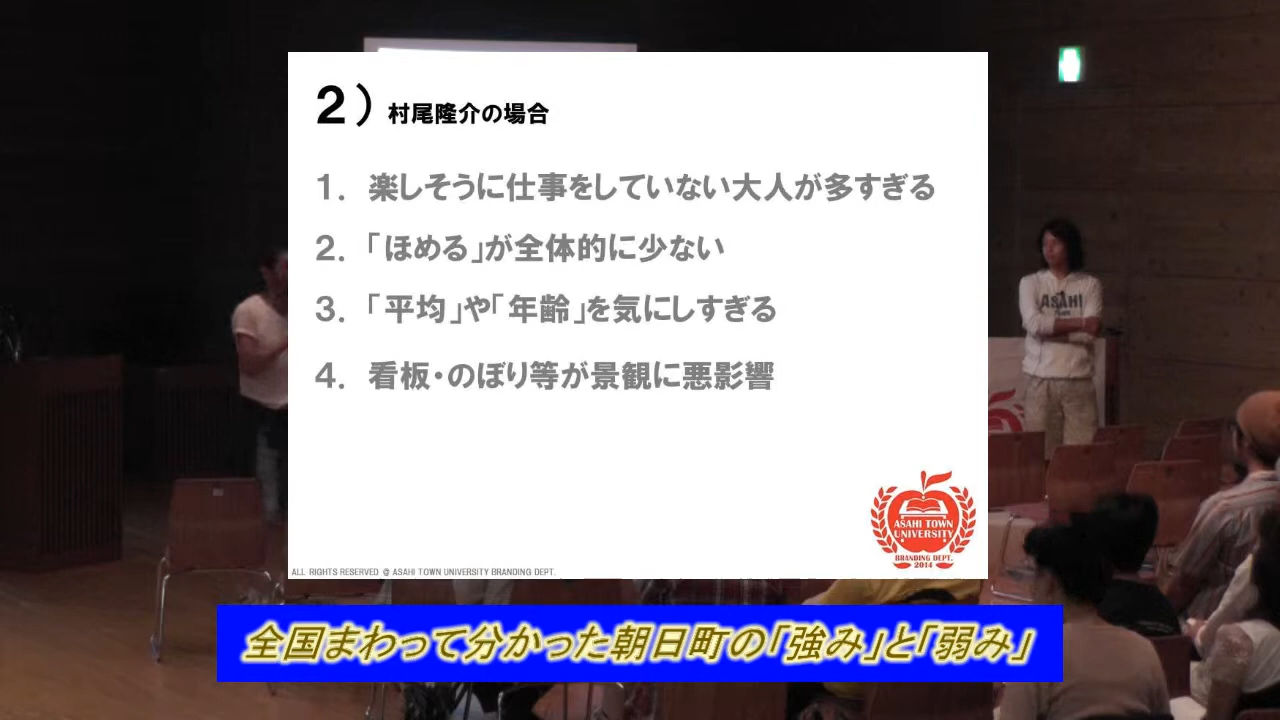 ２）村尾隆介の場合
１．楽しそうに仕事をしていない大人が多すぎる
２．「ほめる」が全体的に少ない
３．「平均」や「年齢」を気にしすぎる
４．看板・のぼり等が景観に悪影響
ASAHI
ASAHI TOWN
UNIVERSITY
BRANDING DEPT.
2014
ALL RIGHTS RESERVED @ ASAHI TOWN UNIVERSITY BRANDING DEPT.
全国まわって分かった朝日町の「強み」と「弱み」